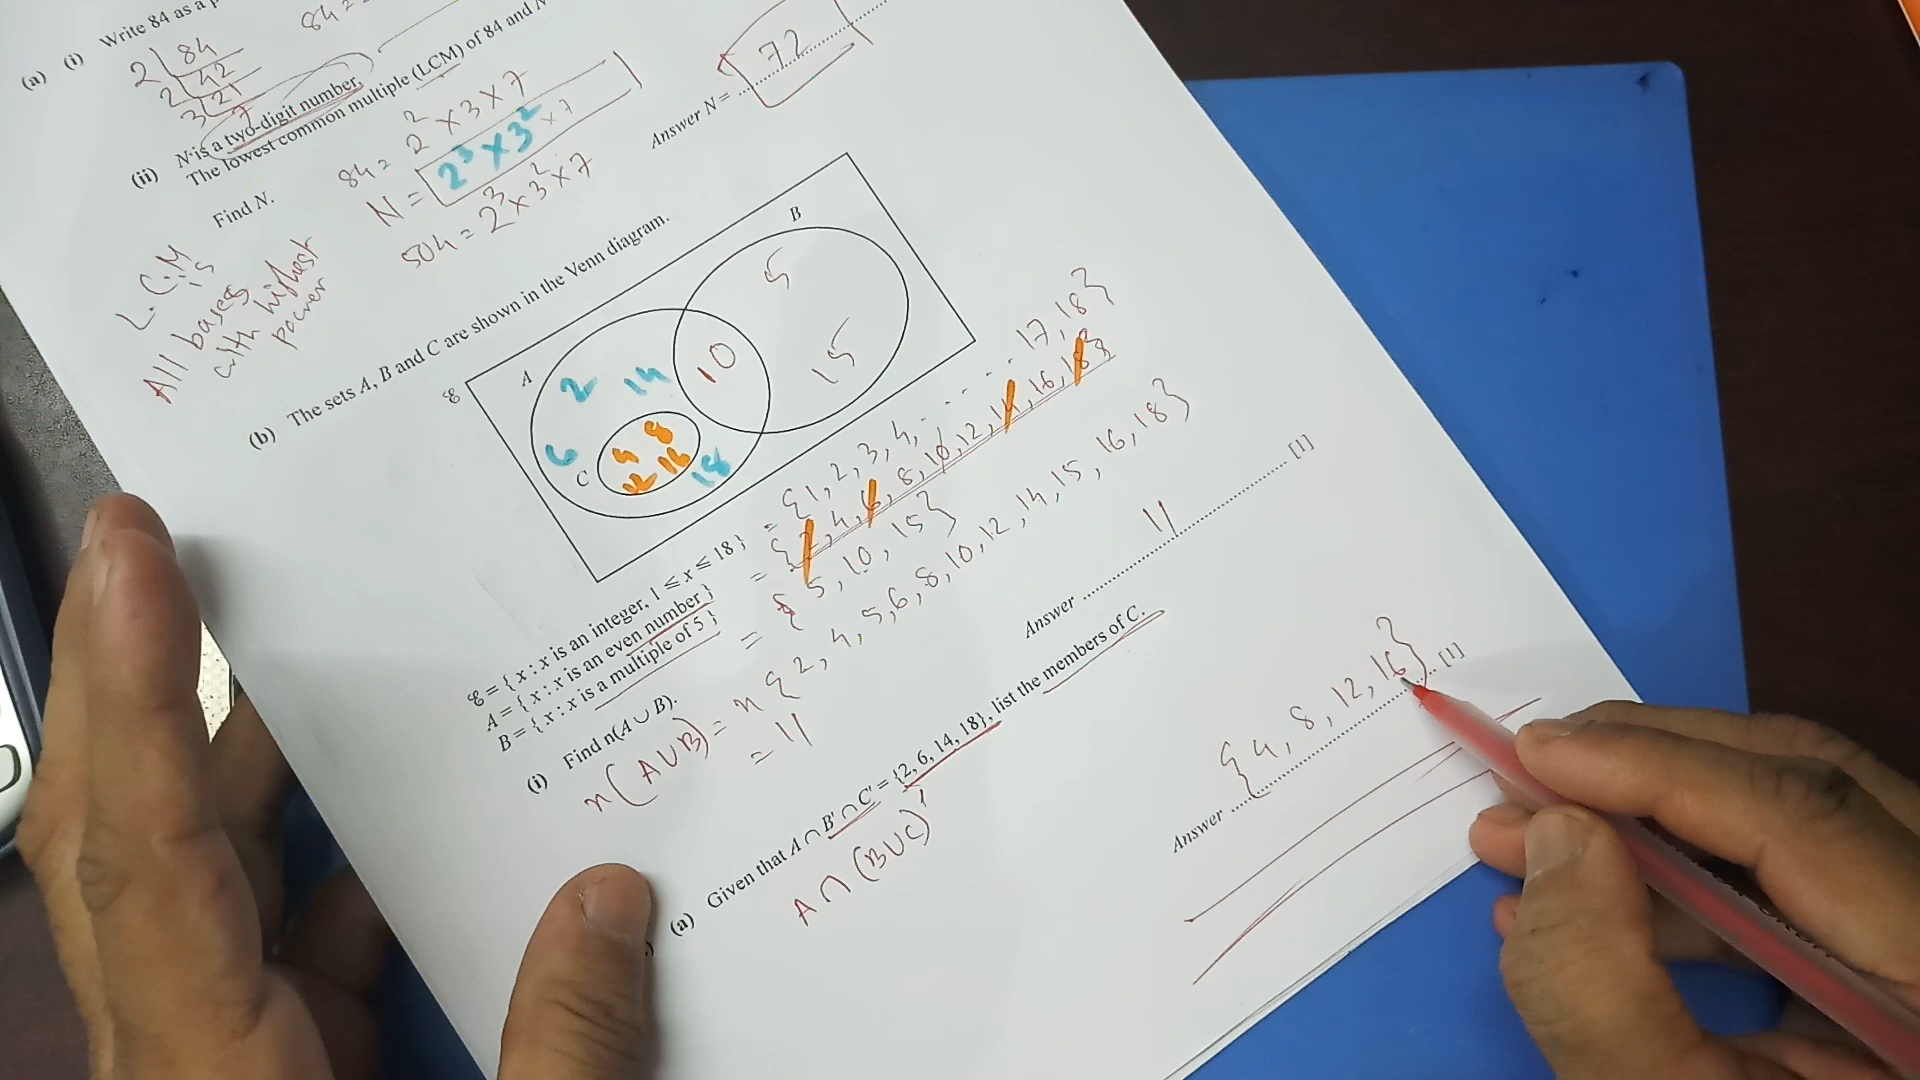 (a) (i) Write 84 as a p
84 =
2 84
2 42
3 21
7
(ii) N is a two-digit number.
The lowest common multiple (LCM) of 84 and N
Find N.
84 = 2² × 3 × 7
N = 2³ × 3² × 7
504 = 2³ × 3² × 7
Answer N = 72
L.C.M is
All bases
with highest
power
(b) The sets A, B and C are shown in the Venn diagram.
ℰ
A
B
C
2 14
6
18
10
5
15
4 8
12 16
ℰ = { x : x is an integer, 1 ⩽ x ⩽ 18 } = {1, 2, 3, 4, . . . . . 17, 18}
A = { x : x is an even number } = {2, 4, 6, 8, 10, 12, 14, 16, 18}
B = { x : x is a multiple of 5 } = {5, 10, 15}
(i) Find n(A ∪ B).
n(A∪B) = n{2, 4, 5, 6, 8, 10, 12, 14, 15, 16, 18}
= 11
Answer 11 [1]
(a) Given that A ∩ B′ ∩ C′ = {2, 6, 14, 18}, list the members of C.
A ∩ (B∪C)′
Answer {4, 8, 12, 16} [1]